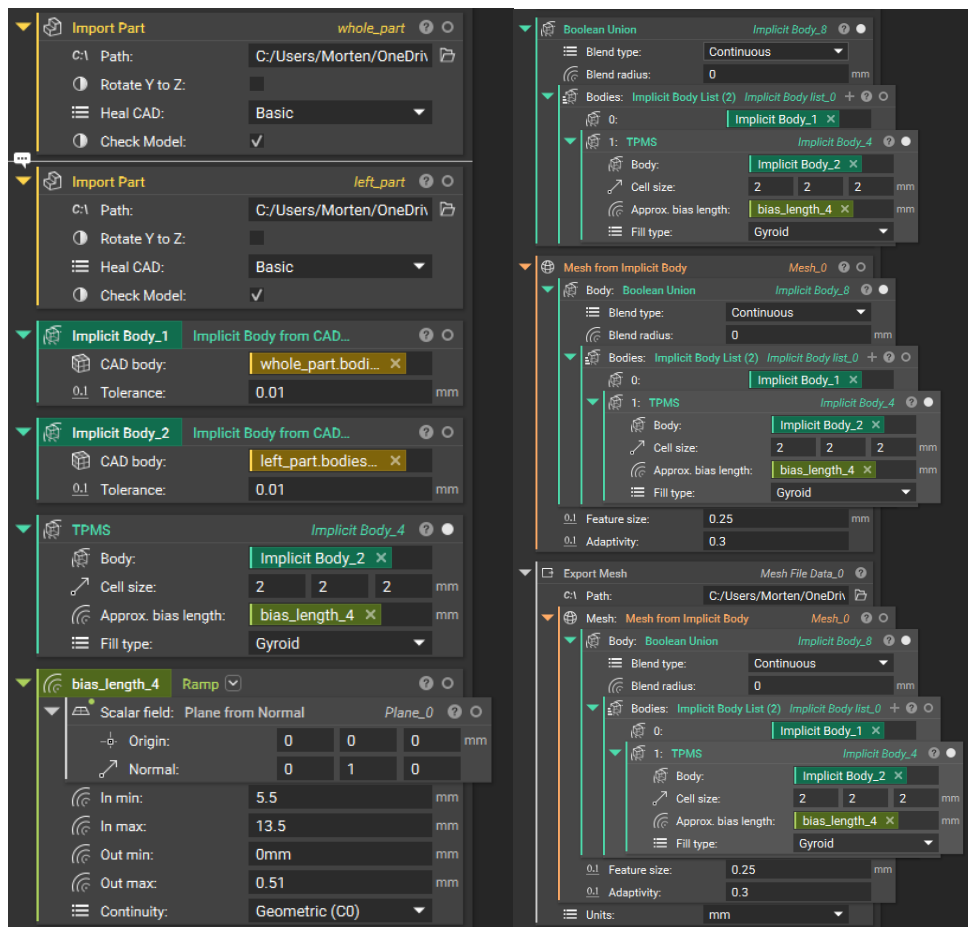 Import Part whole_part
C:\ Path: C:/Users/Morten/OneDriv
Rotate Y to Z:
Heal CAD: Basic
Check Model:
Import Part left_part
C:\ Path: C:/Users/Morten/OneDriv
Rotate Y to Z:
Heal CAD: Basic
Check Model:
Implicit Body_1 Implicit Body from CAD...
CAD body: whole_part.bodi...
0.1 Tolerance: 0.01 mm
Implicit Body_2 Implicit Body from CAD...
CAD body: left_part.bodies...
0.1 Tolerance: 0.01 mm
TPMS Implicit Body_4
Body: Implicit Body_2
Cell size: 2 2 2 mm
Approx. bias length: bias_length_4 mm
Fill type: Gyroid
bias_length_4 Ramp
Scalar field: Plane from Normal Plane_0
Origin: 0 0 0 mm
Normal: 0 1 0
In min: 5.5 mm
In max: 13.5 mm
Out min: 0mm mm
Out max: 0.51 mm
Continuity: Geometric (C0)
Boolean Union Implicit Body_8
Blend type: Continuous
Blend radius: 0 mm
Bodies: Implicit Body List (2) Implicit Body list_0
0: Implicit Body_1
1: TPMS Implicit Body_4
Body: Implicit Body_2
Cell size: 2 2 2 mm
Approx. bias length: bias_length_4 mm
Fill type: Gyroid
Mesh from Implicit Body Mesh_0
Body: Boolean Union Implicit Body_8
Blend type: Continuous
Blend radius: 0 mm
Bodies: Implicit Body List (2) Implicit Body list_0
0: Implicit Body_1
1: TPMS Implicit Body_4
Body: Implicit Body_2
Cell size: 2 2 2 mm
Approx. bias length: bias_length_4 mm
Fill type: Gyroid
0.1 Feature size: 0.25 mm
0.1 Adaptivity: 0.3
Export Mesh Mesh File Data_0
C:\ Path: C:/Users/Morten/OneDriv
Mesh: Mesh from Implicit Body Mesh_0
Body: Boolean Union Implicit Body_8
Blend type: Continuous
Blend radius: 0 mm
Bodies: Implicit Body List (2) Implicit Body list_0
0: Implicit Body_1
1: TPMS Implicit Body_4
Body: Implicit Body_2
Cell size: 2 2 2 mm
Approx. bias length: bias_length_4 mm
Fill type: Gyroid
0.1 Feature size: 0.25 mm
0.1 Adaptivity: 0.3
Units: mm